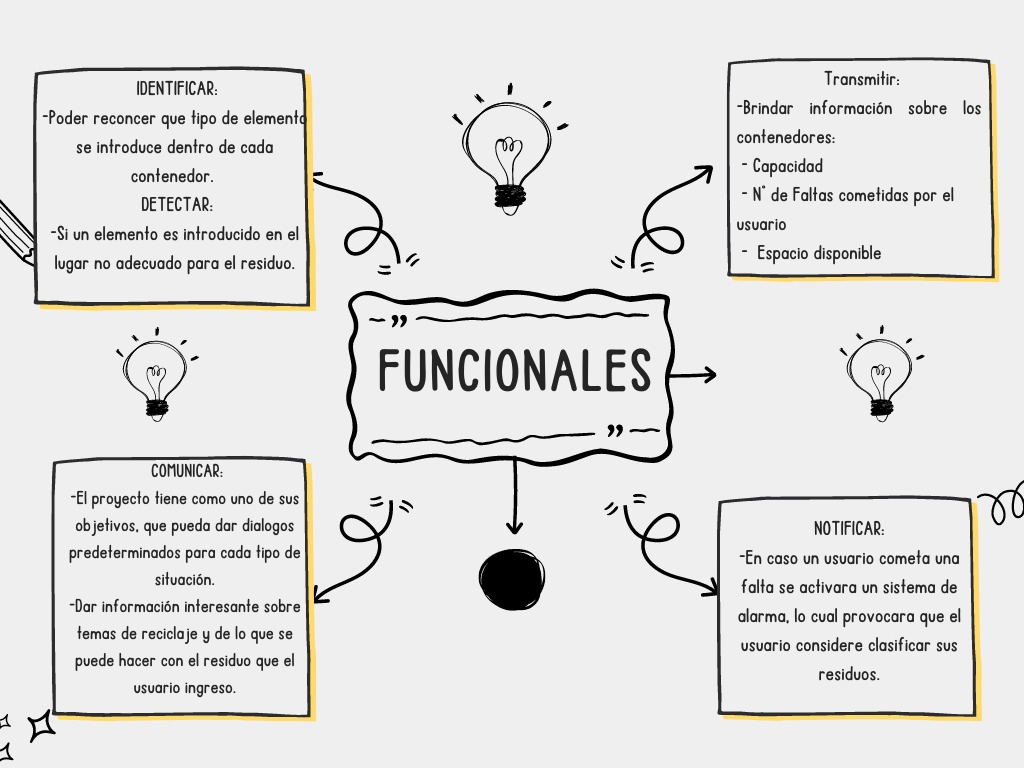 IDENTIFICAR:
-Poder reconcer que tipo de elemento
se introduce dentro de cada
contenedor.
DETECTAR:
-Si un elemento es introducido en el
lugar no adecuado para el residuo.
Transmitir:
-Brindar información sobre los
contenedores:
- Capacidad
- N° de Faltas cometidas por el
usuario
- Espacio disponible
FUNCIONALES
COMUNICAR:
-El proyecto tiene como uno de sus
objetivos, que pueda dar dialogos
predeterminados para cada tipo de
situación.
-Dar información interesante sobre
temas de reciclaje y de lo que se
puede hacer con el residuo que el
usuario ingreso.
NOTIFICAR:
-En caso un usuario cometa una
falta se activara un sistema de
alarma, lo cual provocara que el
usuario considere clasificar sus
residuos.